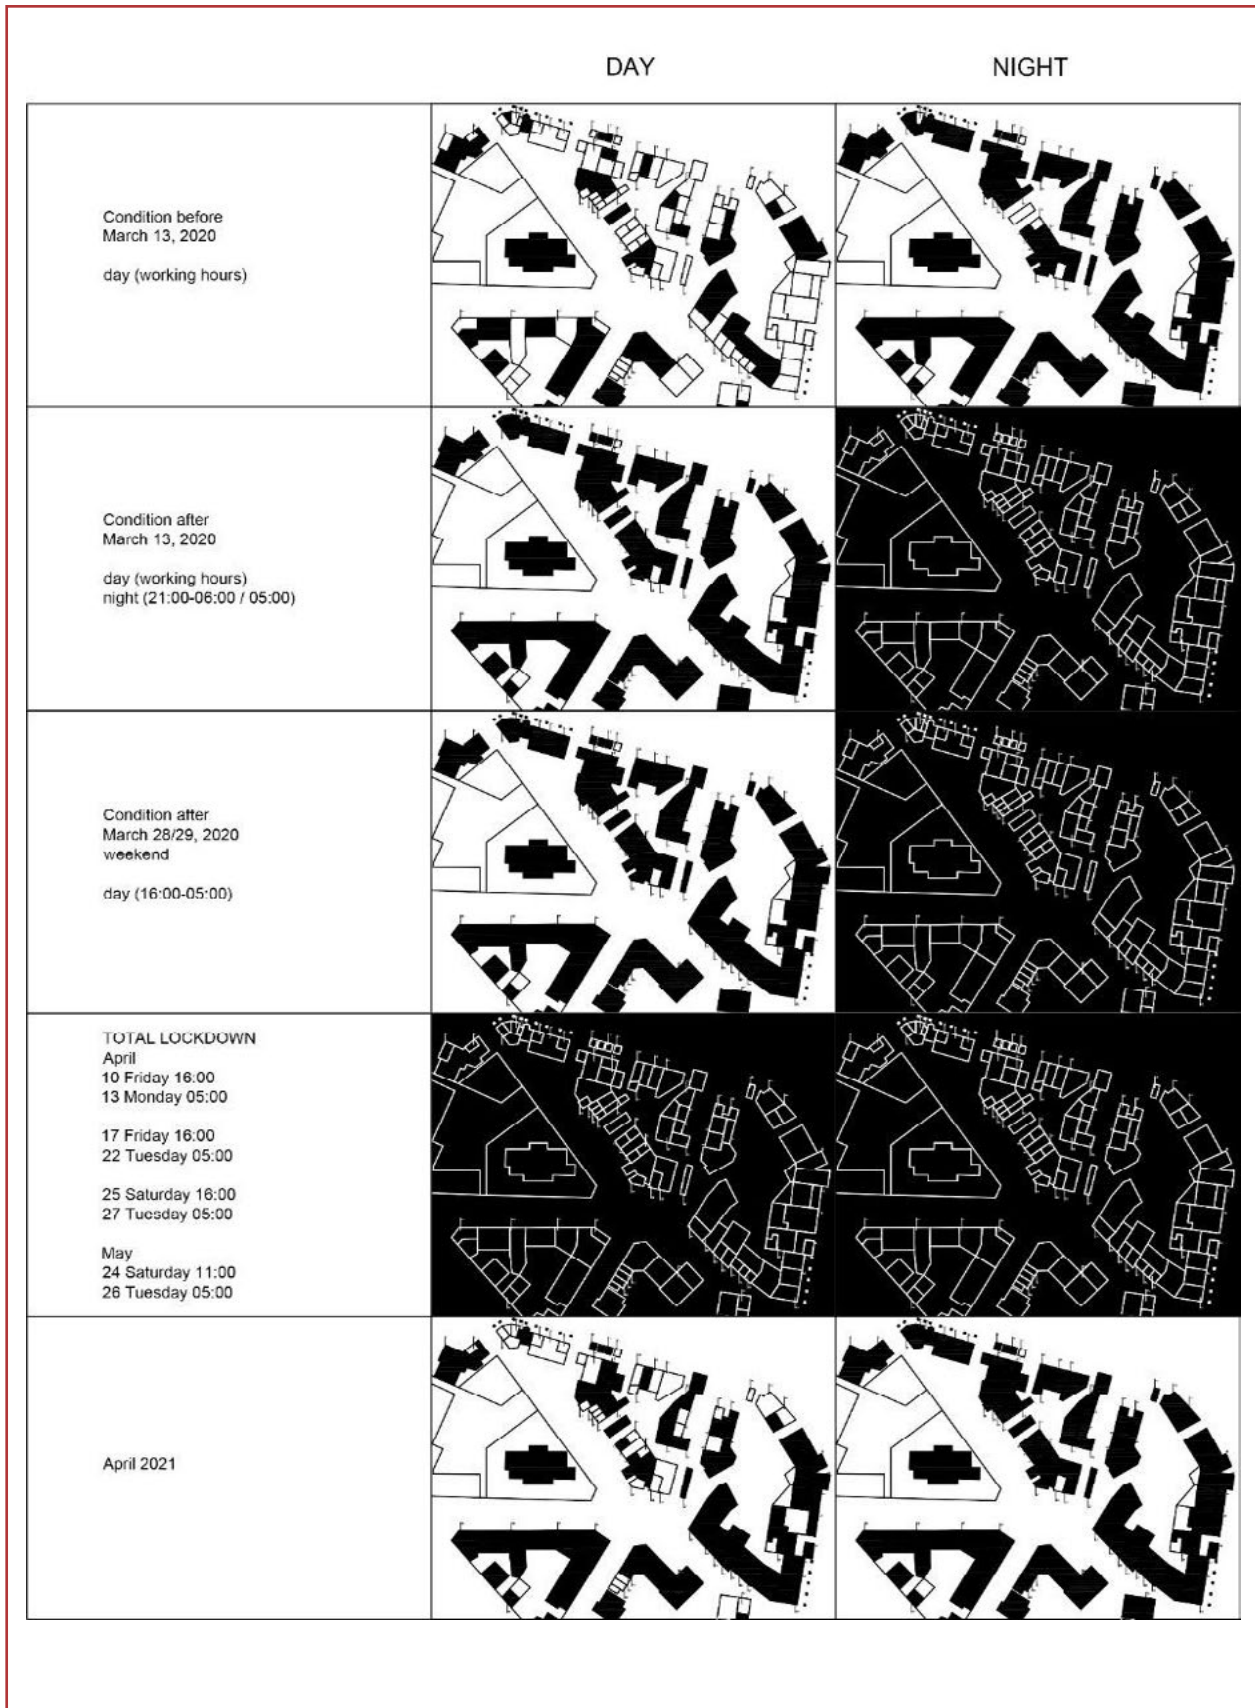 DAY
NIGHT
Condition before
March 13, 2020
day (working hours)
Condition after
March 13, 2020
day (working hours)
night (21:00-06:00 / 05:00)
Condition after
March 28/29, 2020
weekend
day (16:00-05:00)
TOTAL LOCKDOWN
April
10 Friday 16:00
13 Monday 05:00
17 Friday 16:00
22 Tuesday 05:00
25 Saturday 16:00
27 Tuesday 05:00
May
24 Saturday 11:00
26 Tuesday 05:00
April 2021